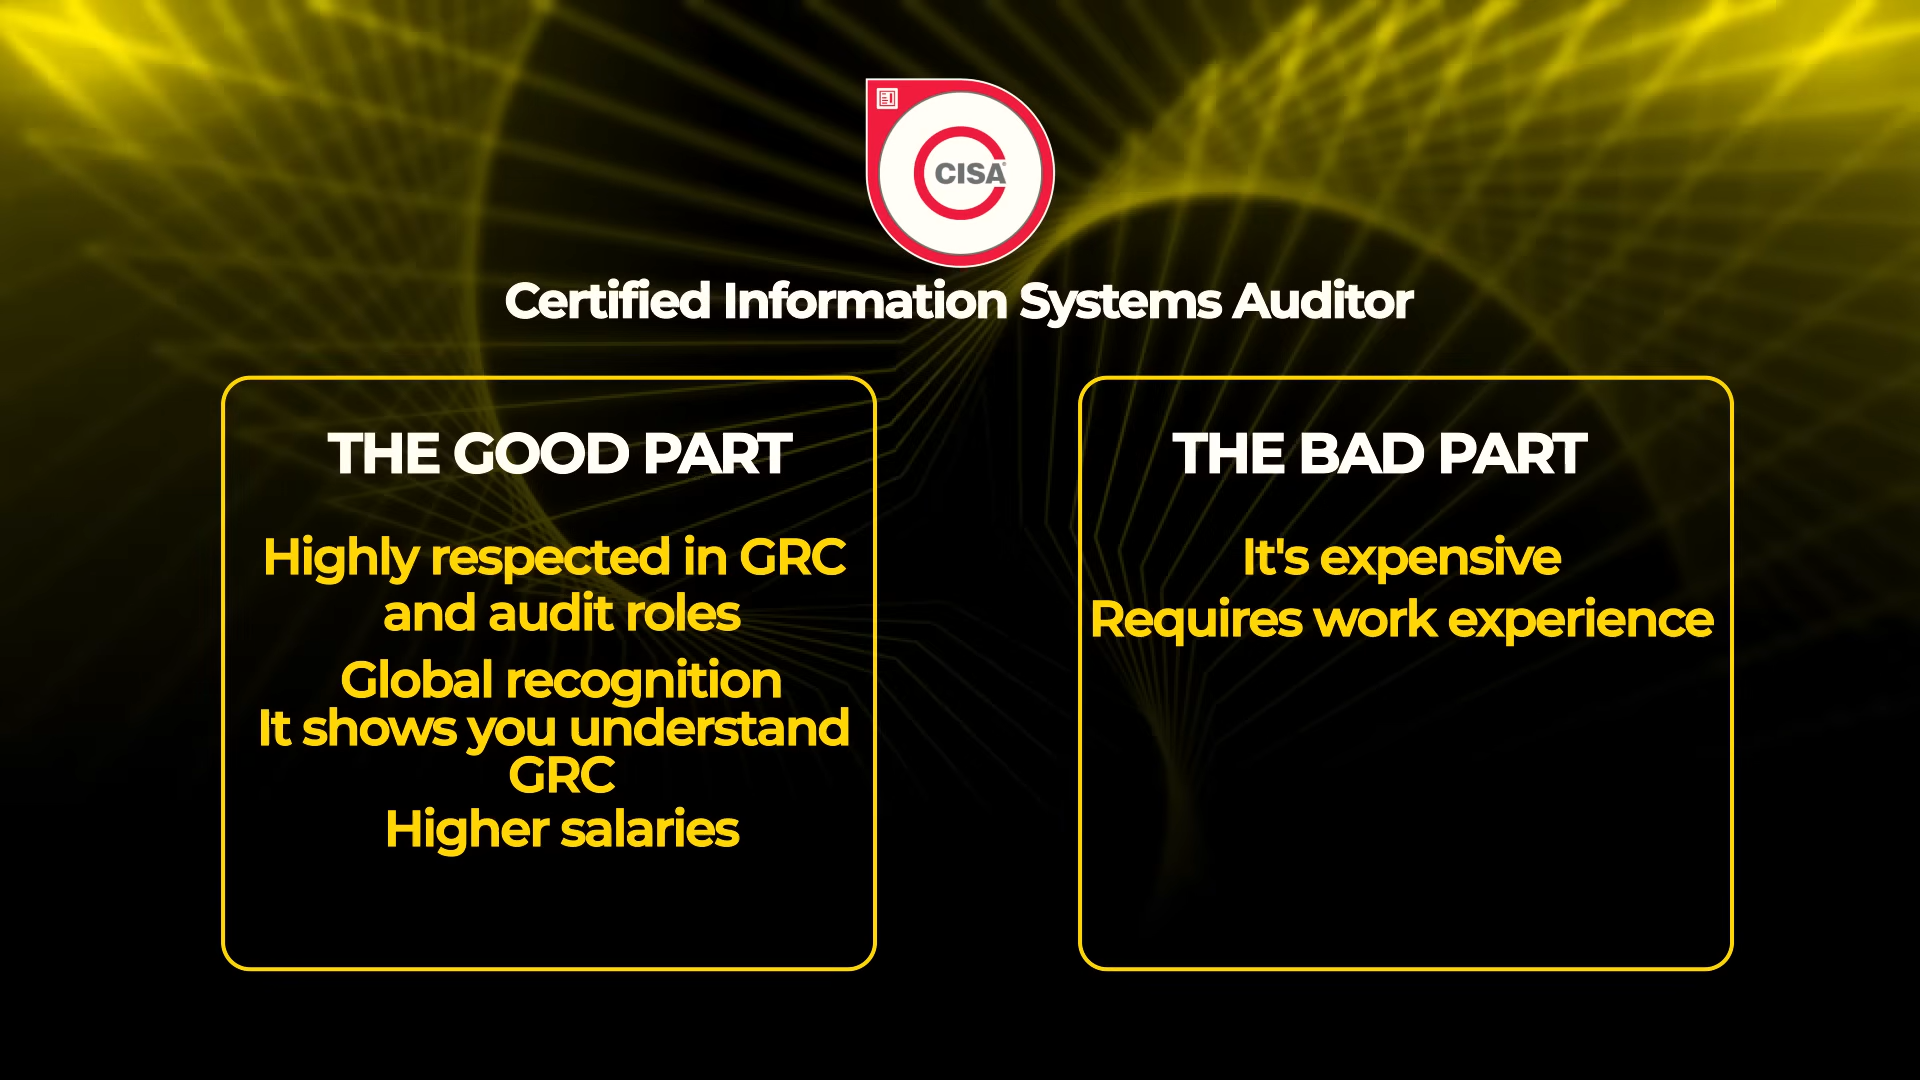 CISA
Certified Information Systems Auditor
THE GOOD PART
Highly respected in GRC
and audit roles
Global recognition
It shows you understand
GRC
Higher salaries
THE BAD PART
It's expensive
Requires work experience